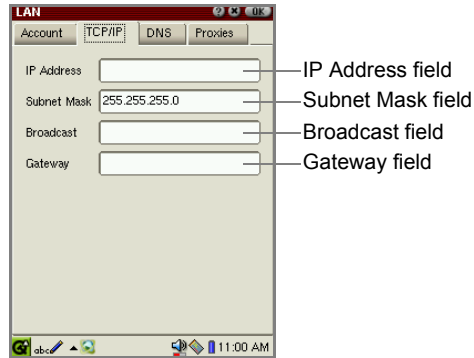 LAN ? x OK
Account TCP/IP DNS Proxies
IP Address IP Address field
Subnet Mask 255.255.255.0 Subnet Mask field
Broadcast Broadcast field
Gateway Gateway field
abc 11:00 AM